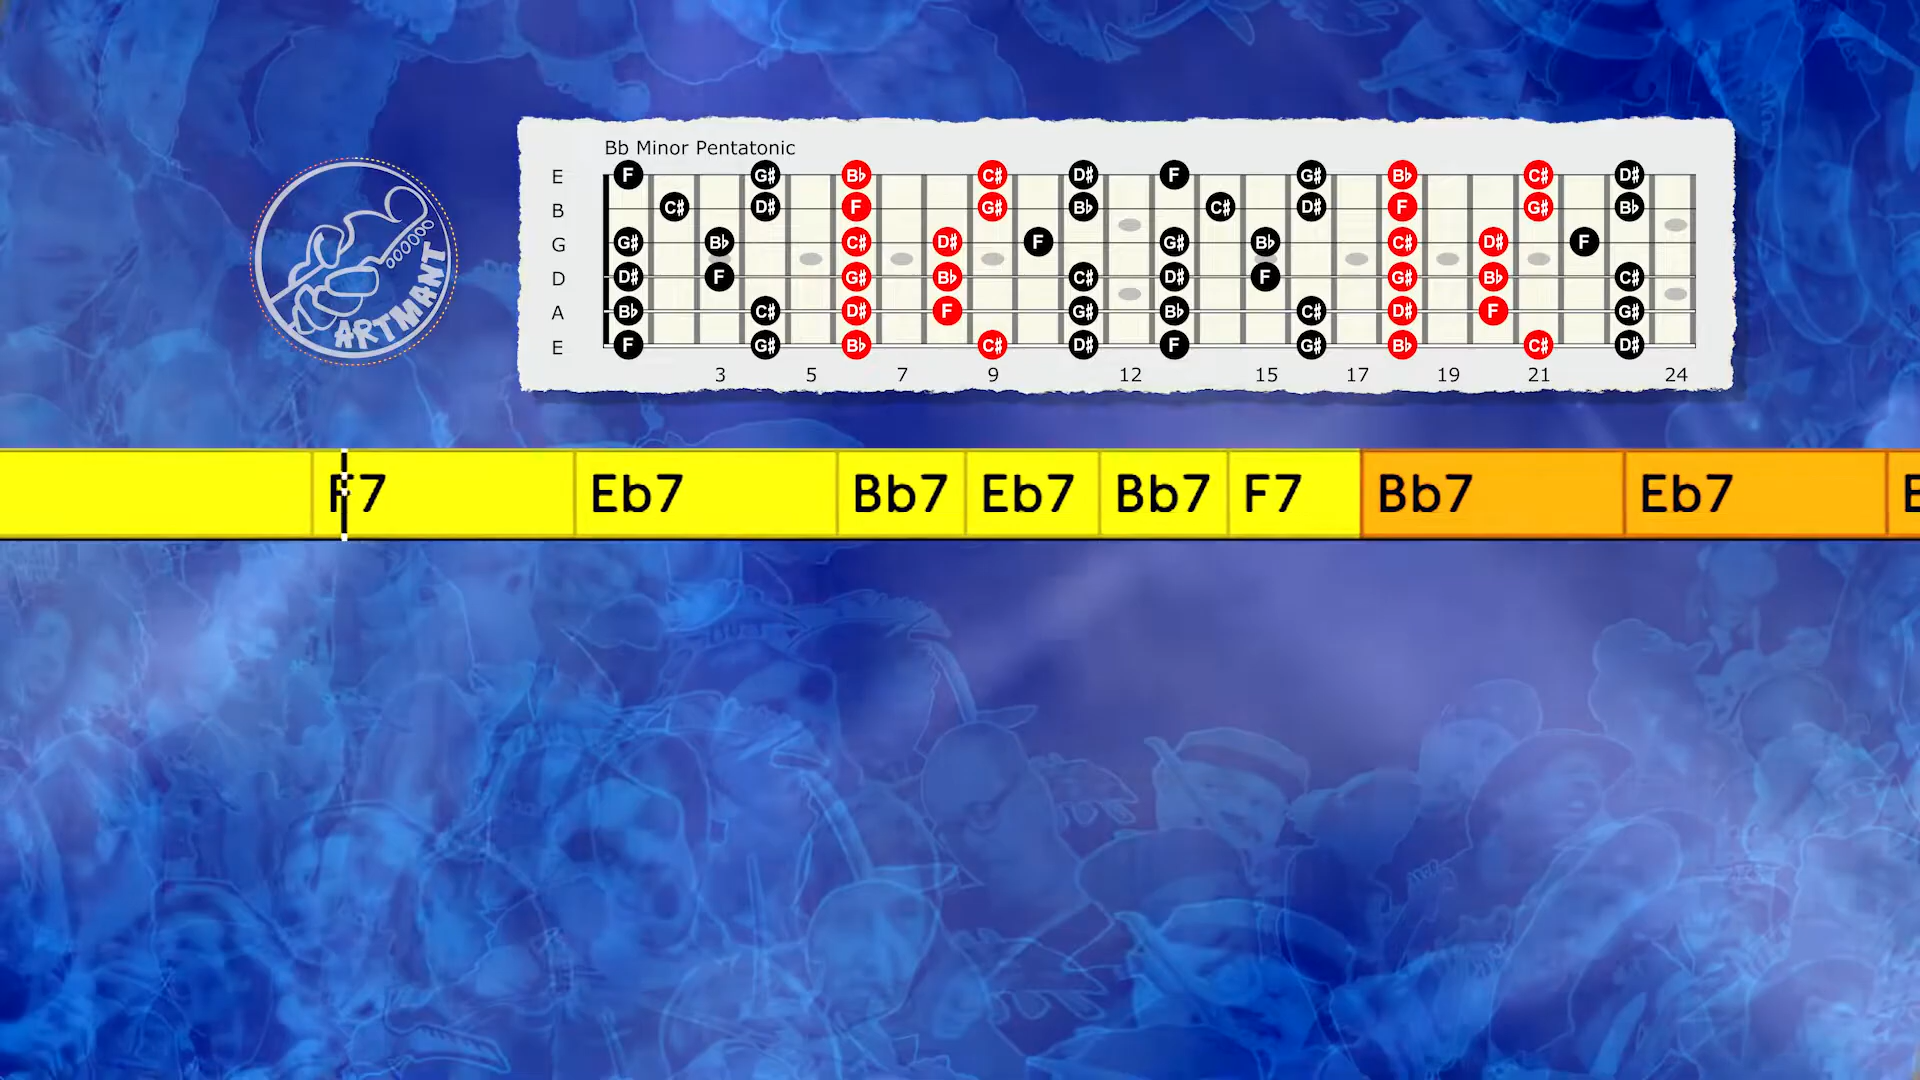 Bb Minor Pentatonic
E F G# B♭ C# D# F G# B♭ C# D#
B C# D# F G# B♭ C# D# F G# B♭
G G# B♭ C# D# F G# B♭ C# D# F
D D# F G# B♭ C# D# F G# B♭ C#
A B♭ C# D# F G# B♭ C# D# F G#
E F G# B♭ C# D# F G# B♭ C# D#
3 5 7 9 12 15 17 19 21 24
ARTMANT
F7 Eb7 Bb7 Eb7 Bb7 F7 Bb7 Eb7